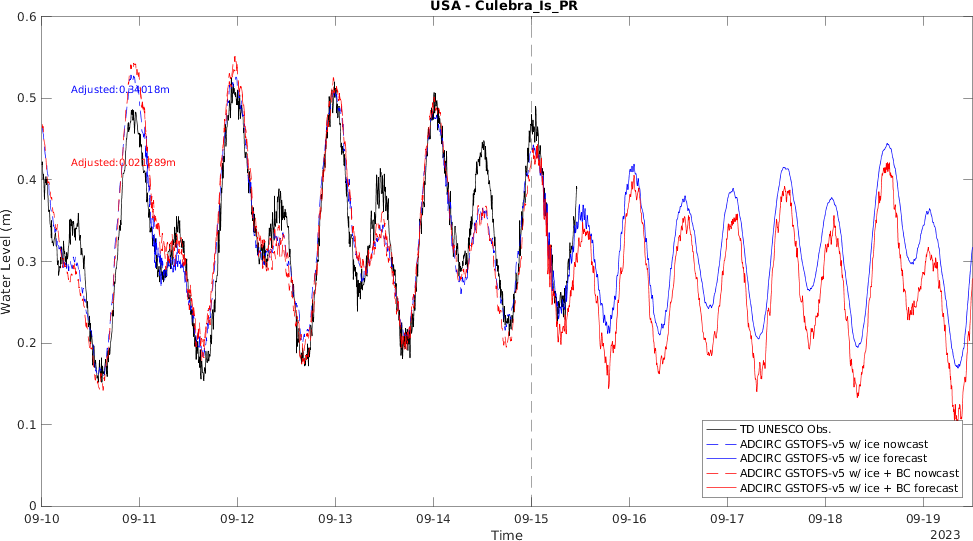 USA - Culebra_Is_PR
Water Level (m)
0.6
0.5
0.4
0.3
0.2
0.1
0
Adjusted:0.34018m
Adjusted:0.021289m
TD UNESCO Obs.
ADCIRC GSTOFS-v5 w/ ice nowcast
ADCIRC GSTOFS-v5 w/ ice forecast
ADCIRC GSTOFS-v5 w/ ice + BC nowcast
ADCIRC GSTOFS-v5 w/ ice + BC forecast
09-10 09-11 09-12 09-13 09-14 09-15 09-16 09-17 09-18 09-19
Time
2023